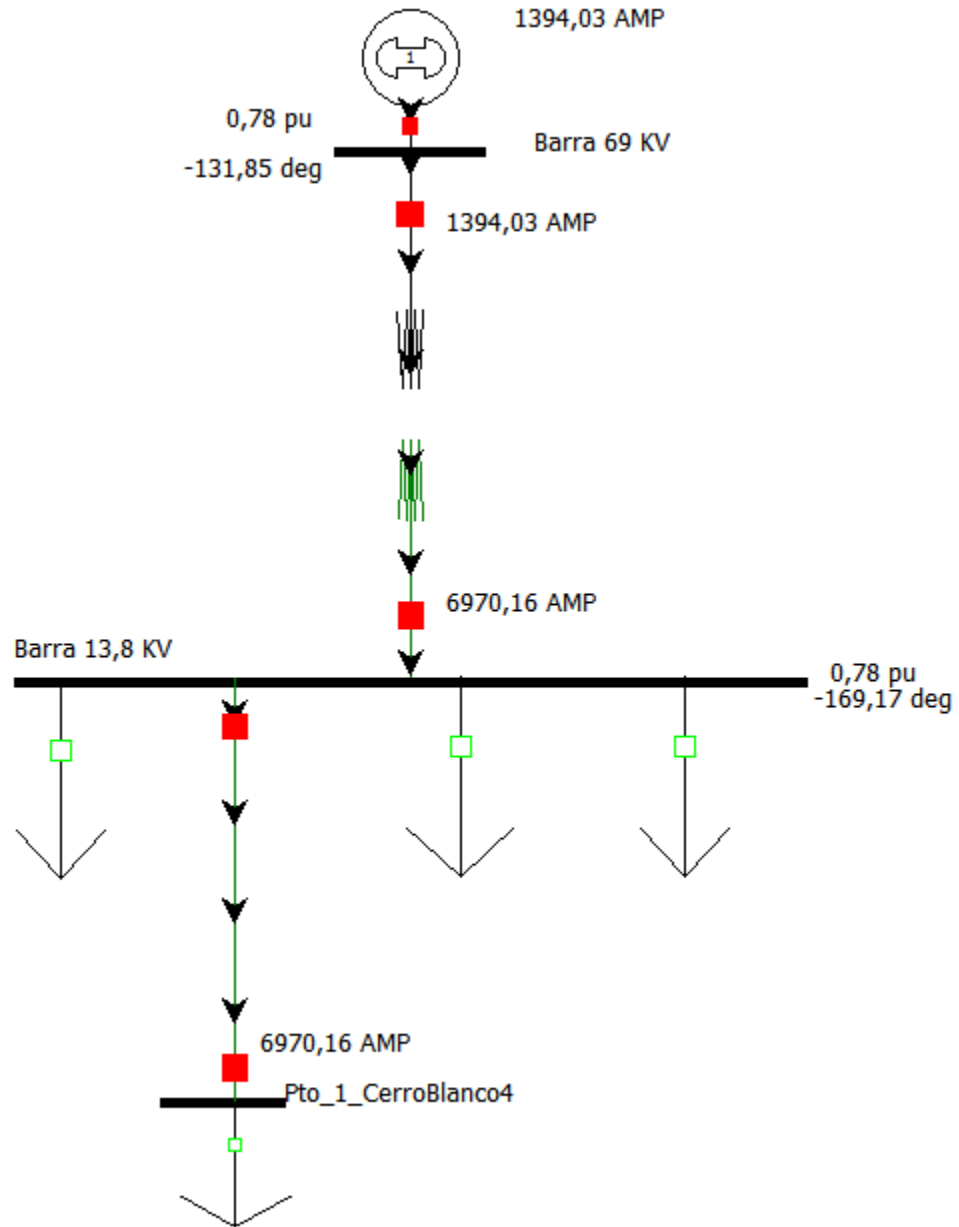 1394,03 AMP
1
0,78 pu
Barra 69 KV
-131,85 deg
1394,03 AMP
6970,16 AMP
Barra 13,8 KV
0,78 pu
-169,17 deg
6970,16 AMP
Pto_1_CerroBlanco4